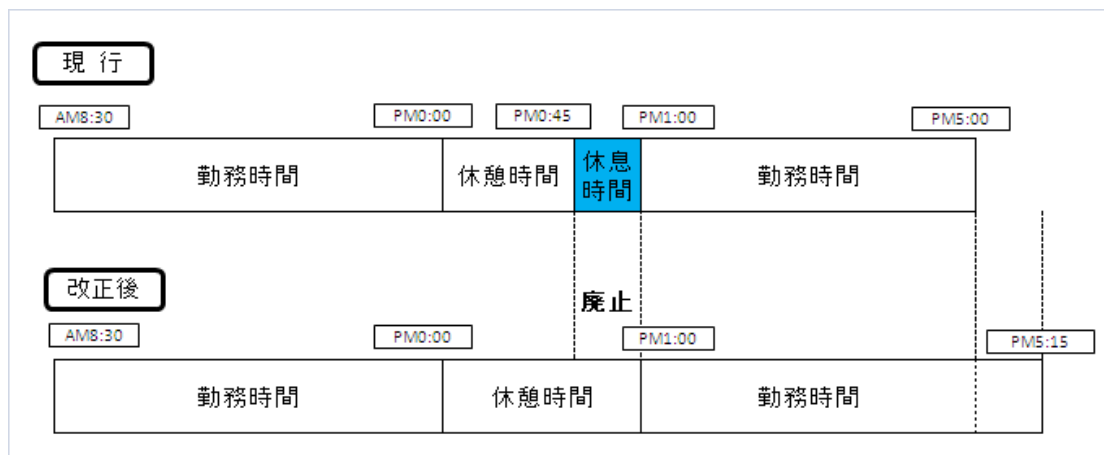 現 行
AM8:30 PM0:00 PM0:45 PM1:00 PM5:00
勤務時間 休憩時間 休息 勤務時間
時間
改正後
廃止
AM8:30 PM0:00 PM1:00 PM5:15
勤務時間 休憩時間 勤務時間